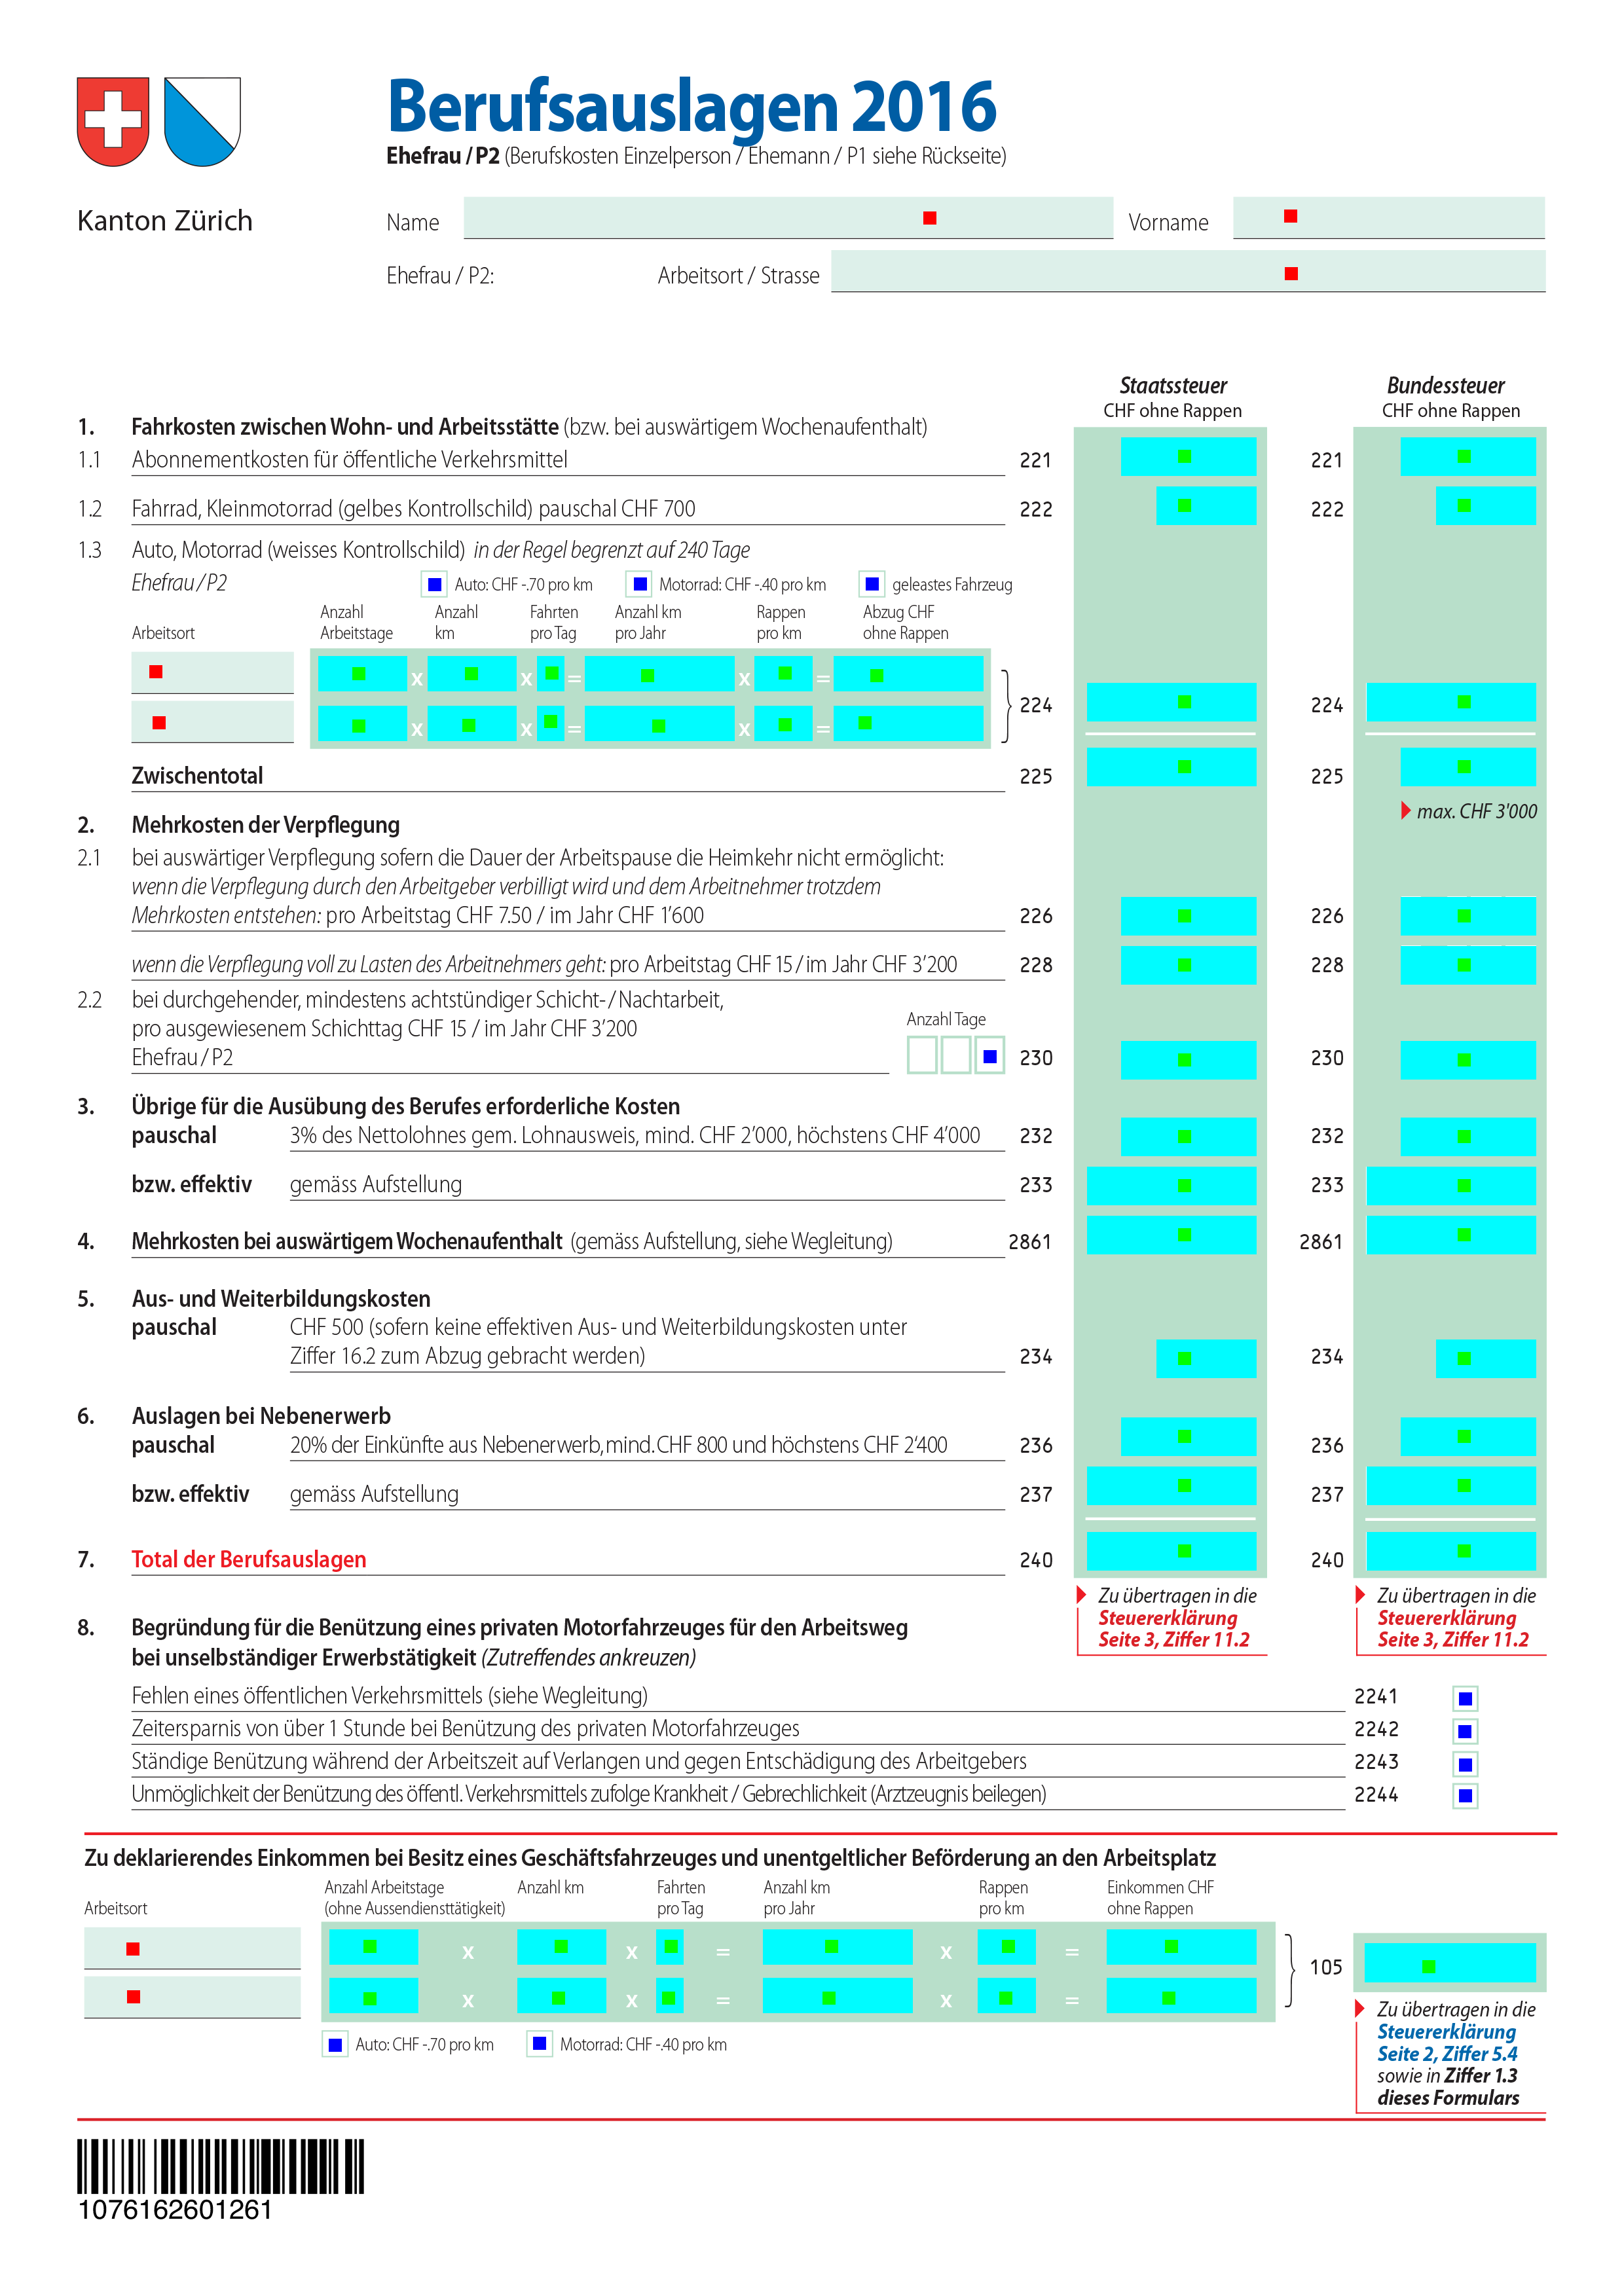 Berufsauslagen 2016
Ehefrau / P2 (Berufskosten Einzelperson / Ehemann / P1 siehe Rückseite)
Kanton Zürich
Name
Vorname
Ehefrau / P2:
Arbeitsort / Strasse
Staatssteuer
CHF ohne Rappen
Bundessteuer
CHF ohne Rappen
1. Fahrkosten zwischen Wohn- und Arbeitsstätte (bzw. bei auswärtigem Wochenaufenthalt)
1.1 Abonnementkosten für öffentliche Verkehrsmittel 221 221
1.2 Fahrrad, Kleinmotorrad (gelbes Kontrollschild) pauschal CHF 700 222 222
1.3 Auto, Motorrad (weisses Kontrollschild) in der Regel begrenzt auf 240 Tage
Ehefrau / P2 Auto: CHF -.70 pro km Motorrad: CHF -.40 pro km geleastes Fahrzeug
Anzahl Anzahl Fahrten Anzahl km Rappen Abzug CHF
Arbeitsort Arbeitstage km pro Tag pro Jahr pro km ohne Rappen
x x = x =
224 224
x x = x =
Zwischentotal 225 225
max. CHF 3'000
2. Mehrkosten der Verpflegung
2.1 bei auswärtiger Verpflegung sofern die Dauer der Arbeitspause die Heimkehr nicht ermöglicht:
wenn die Verpflegung durch den Arbeitgeber verbilligt wird und dem Arbeitnehmer trotzdem
Mehrkosten entstehen: pro Arbeitstag CHF 7.50 / im Jahr CHF 1’600 226 226
wenn die Verpflegung voll zu Lasten des Arbeitnehmers geht: pro Arbeitstag CHF 15 / im Jahr CHF 3’200 228 228
2.2 bei durchgehender, mindestens achtstündiger Schicht- / Nachtarbeit,
pro ausgewiesenem Schichttag CHF 15 / im Jahr CHF 3’200 Anzahl Tage
Ehefrau / P2 230 230
3. Übrige für die Ausübung des Berufes erforderliche Kosten
pauschal 3% des Nettolohnes gem. Lohnausweis, mind. CHF 2’000, höchstens CHF 4’000 232 232
bzw. effektiv gemäss Aufstellung 233 233
4. Mehrkosten bei auswärtigem Wochenaufenthalt (gemäss Aufstellung, siehe Wegleitung) 2861 2861
5. Aus- und Weiterbildungskosten
pauschal CHF 500 (sofern keine effektiven Aus- und Weiterbildungskosten unter
Ziffer 16.2 zum Abzug gebracht werden) 234 234
6. Auslagen bei Nebenerwerb
pauschal 20% der Einkünfte aus Nebenerwerb, mind. CHF 800 und höchstens CHF 2‘400 236 236
bzw. effektiv gemäss Aufstellung 237 237
7. Total der Berufsauslagen 240 240
Zu übertragen in die
Steuererklärung
Seite 3, Ziffer 11.2
Zu übertragen in die
Steuererklärung
Seite 3, Ziffer 11.2
8. Begründung für die Benützung eines privaten Motorfahrzeuges für den Arbeitsweg
bei unselbständiger Erwerbstätigkeit (Zutreffendes ankreuzen)
Fehlen eines öffentlichen Verkehrsmittels (siehe Wegleitung) 2241
Zeitersparnis von über 1 Stunde bei Benützung des privaten Motorfahrzeuges 2242
Ständige Benützung während der Arbeitszeit auf Verlangen und gegen Entschädigung des Arbeitgebers 2243
Unmöglichkeit der Benützung des öffentl. Verkehrsmittels zufolge Krankheit / Gebrechlichkeit (Arztzeugnis beilegen) 2244
Zu deklarierendes Einkommen bei Besitz eines Geschäftsfahrzeuges und unentgeltlicher Beförderung an den Arbeitsplatz
Anzahl Arbeitstage Anzahl km Fahrten Anzahl km Rappen Einkommen CHF
Arbeitsort (ohne Aussendiensttätigkeit) pro Tag pro Jahr pro km ohne Rappen
x x = x =
105
x x = x =
Auto: CHF -.70 pro km Motorrad: CHF -.40 pro km
Zu übertragen in die
Steuererklärung
Seite 2, Ziffer 5.4
sowie in Ziffer 1.3
dieses Formulars
1076162601261